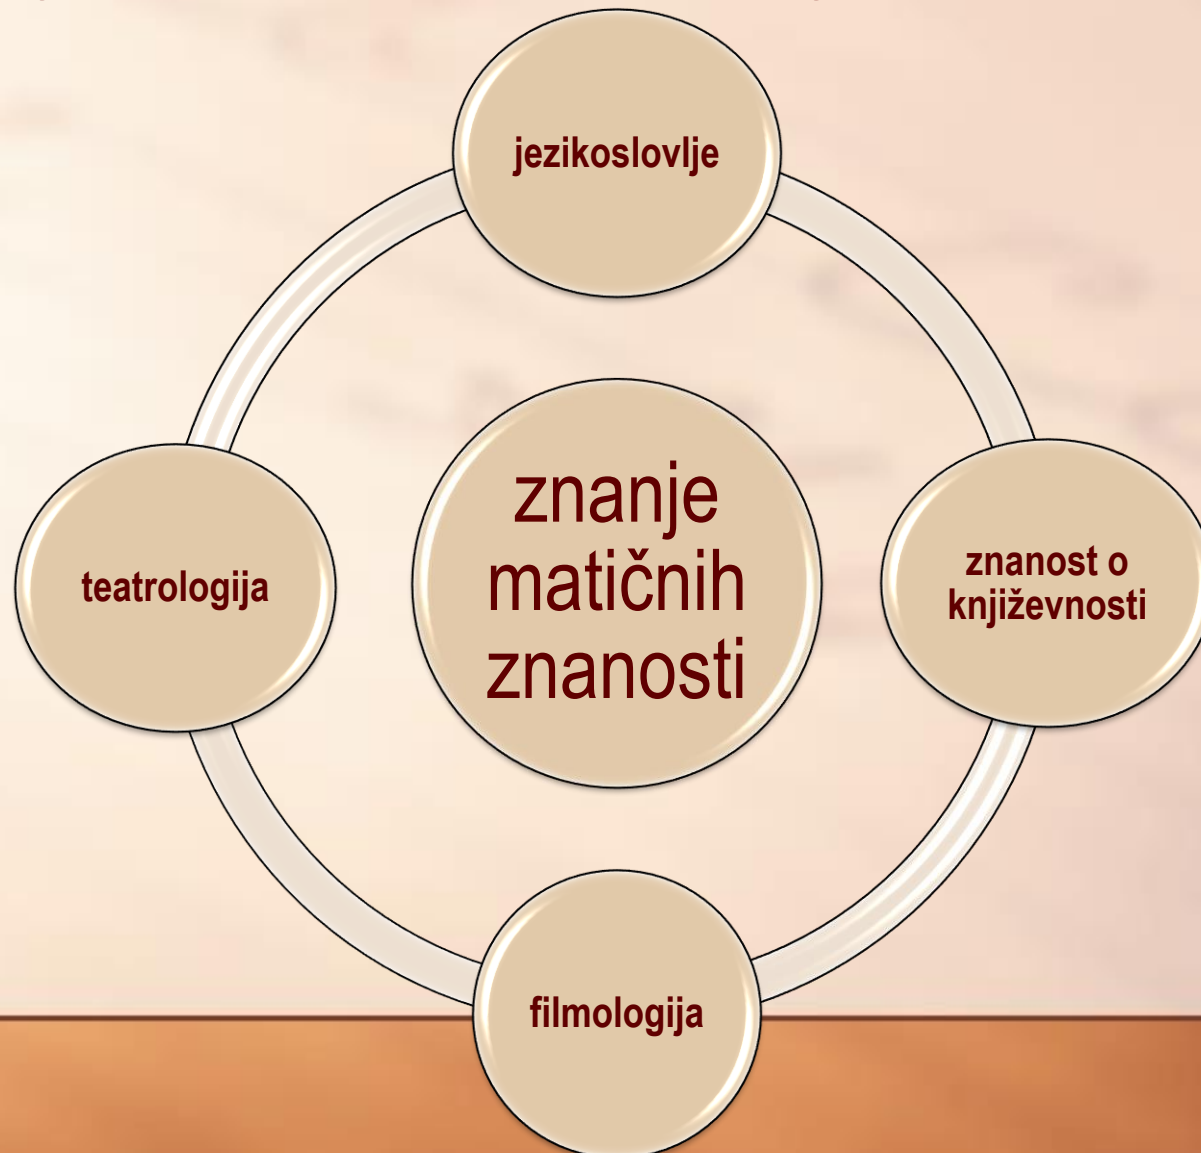 jezikoslovlje
znanje
matičnih
znanosti
teatrologija
znanost o
književnosti
filmologija